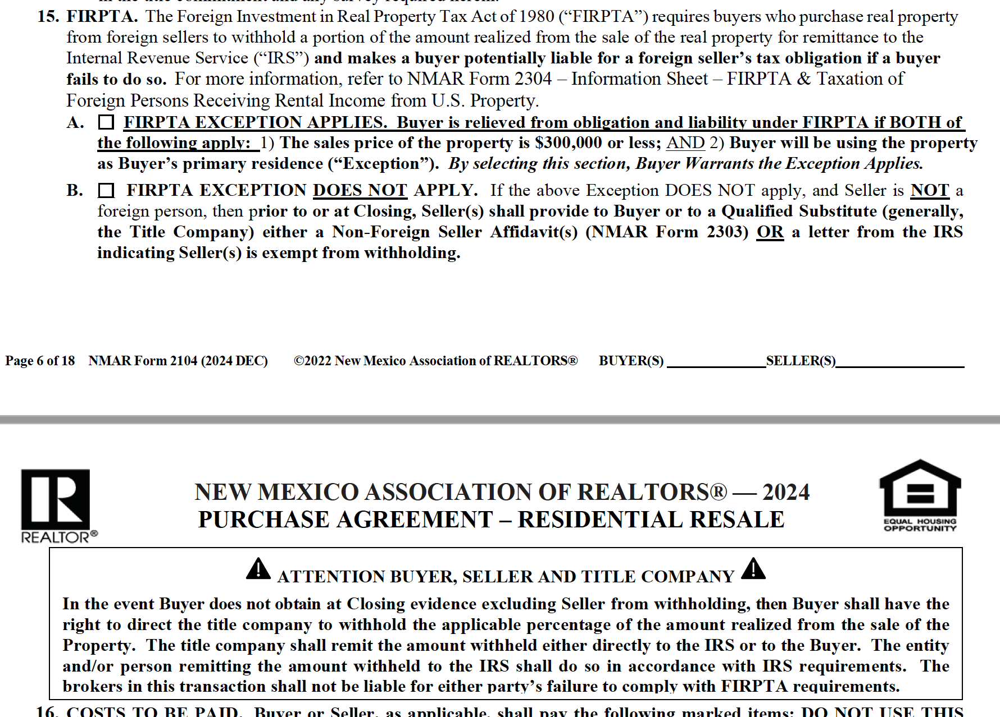 in the title commitment and any survey required herein.
15. FIRPTA. The Foreign Investment in Real Property Tax Act of 1980 (“FIRPTA”) requires buyers who purchase real property
from foreign sellers to withhold a portion of the amount realized from the sale of the real property for remittance to the
Internal Revenue Service (“IRS”) and makes a buyer potentially liable for a foreign seller’s tax obligation if a buyer
fails to do so. For more information, refer to NMAR Form 2304 – Information Sheet – FIRPTA & Taxation of
Foreign Persons Receiving Rental Income from U.S. Property.
A. ☐ FIRPTA EXCEPTION APPLIES. Buyer is relieved from obligation and liability under FIRPTA if BOTH of
the following apply: 1) The sales price of the property is $300,000 or less; AND 2) Buyer will be using the property
as Buyer’s primary residence (“Exception”). By selecting this section, Buyer Warrants the Exception Applies.
B. ☐ FIRPTA EXCEPTION DOES NOT APPLY. If the above Exception DOES NOT apply, and Seller is NOT a
foreign person, then prior to or at Closing, Seller(s) shall provide to Buyer or to a Qualified Substitute (generally,
the Title Company) either a Non-Foreign Seller Affidavit(s) (NMAR Form 2303) OR a letter from the IRS
indicating Seller(s) is exempt from withholding.
Page 6 of 18 NMAR Form 2104 (2024 DEC) ©2022 New Mexico Association of REALTORS® BUYER(S) ____________SELLER(S)________________
NEW MEXICO ASSOCIATION OF REALTORS® — 2024
PURCHASE AGREEMENT – RESIDENTIAL RESALE
REALTOR®
EQUAL HOUSING
OPPORTUNITY
ATTENTION BUYER, SELLER AND TITLE COMPANY
In the event Buyer does not obtain at Closing evidence excluding Seller from withholding, then Buyer shall have the
right to direct the title company to withhold the applicable percentage of the amount realized from the sale of the
Property. The title company shall remit the amount withheld either directly to the IRS or to the Buyer. The entity
and/or person remitting the amount withheld to the IRS shall do so in accordance with IRS requirements. The
brokers in this transaction shall not be liable for either party’s failure to comply with FIRPTA requirements.
16. COSTS TO BE PAID. Buyer or Seller, as applicable, shall pay the following marked items: DO NOT USE THIS